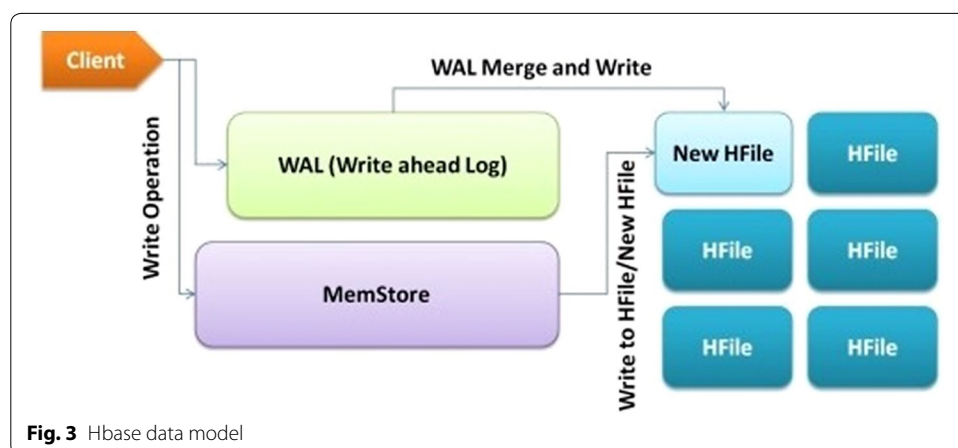 Client
WAL Merge and Write
WAL (Write ahead Log)
New HFile
HFile
Write Operation
MemStore
Write to HFile/New HFile
HFile
HFile
HFile
HFile
Fig. 3 Hbase data model